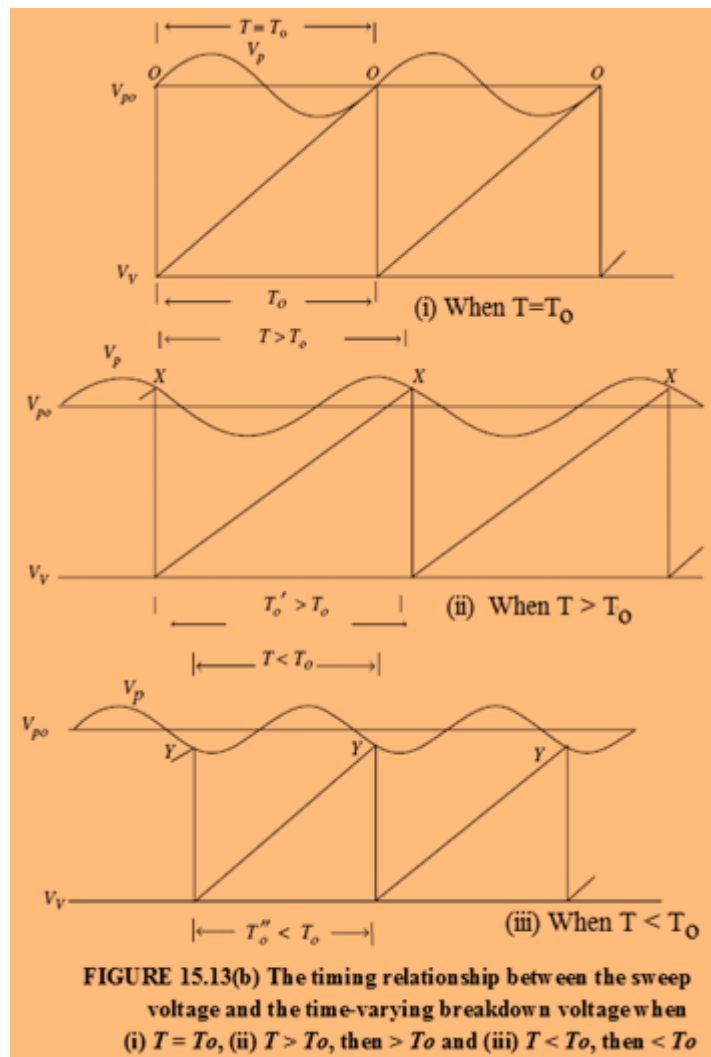 T = To
Vp
O O O
Vpo
VV
To
(i) When T=To
T > To
Vp
X X X
Vpo
VV
To' > To
(ii) When T > To
T < To
Vp
Vpo
Y Y Y
VV
To'' < To
(iii) When T < To
FIGURE 15.13(b) The timing relationship between the sweep
voltage and the time-varying breakdown voltage when
(i) T = To, (ii) T > To, then > To and (iii) T < To, then < To